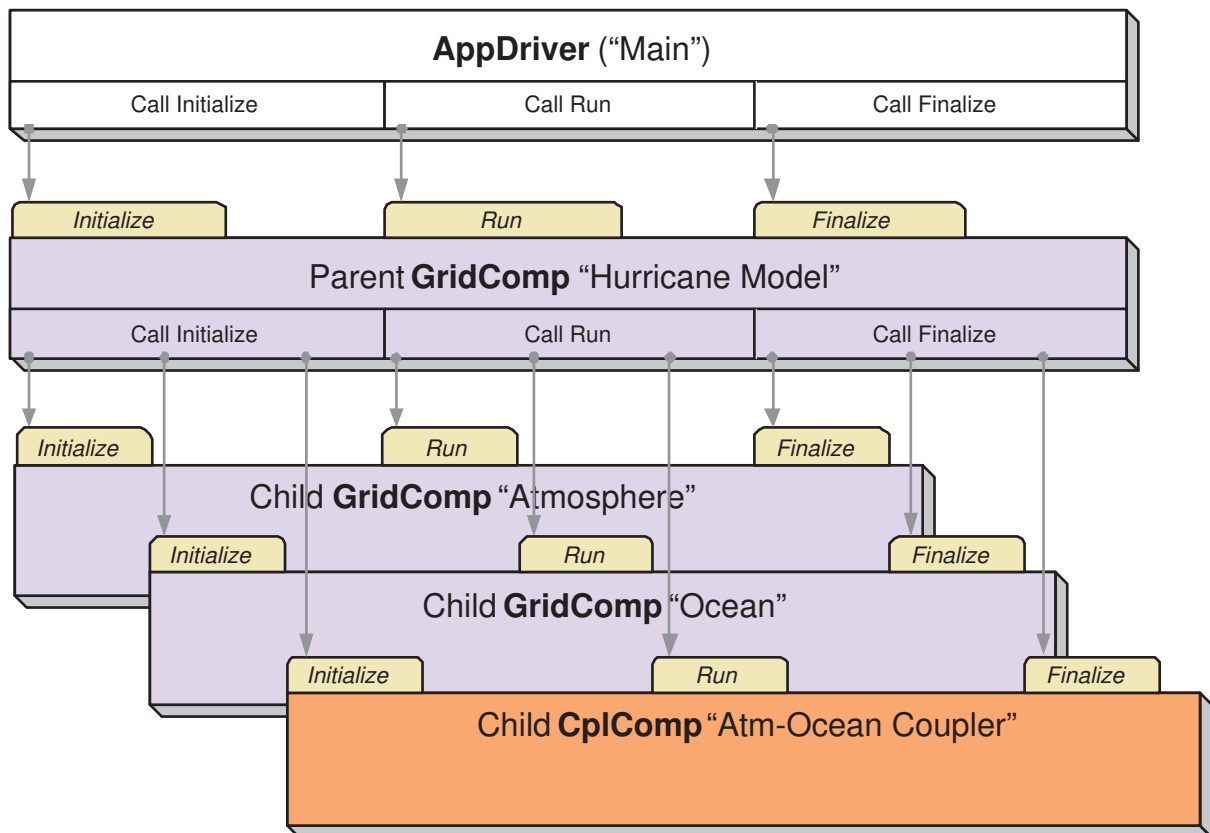 AppDriver (“Main”)
Call Initialize
Call Run
Call Finalize
Initialize
Run
Finalize
Parent GridComp “Hurricane Model”
Call Initialize
Call Run
Call Finalize
Initialize
Run
Finalize
Child GridComp “Atmosphere”
Initialize
Run
Finalize
Child GridComp “Ocean”
Initialize
Run
Finalize
Child CplComp “Atm-Ocean Coupler”